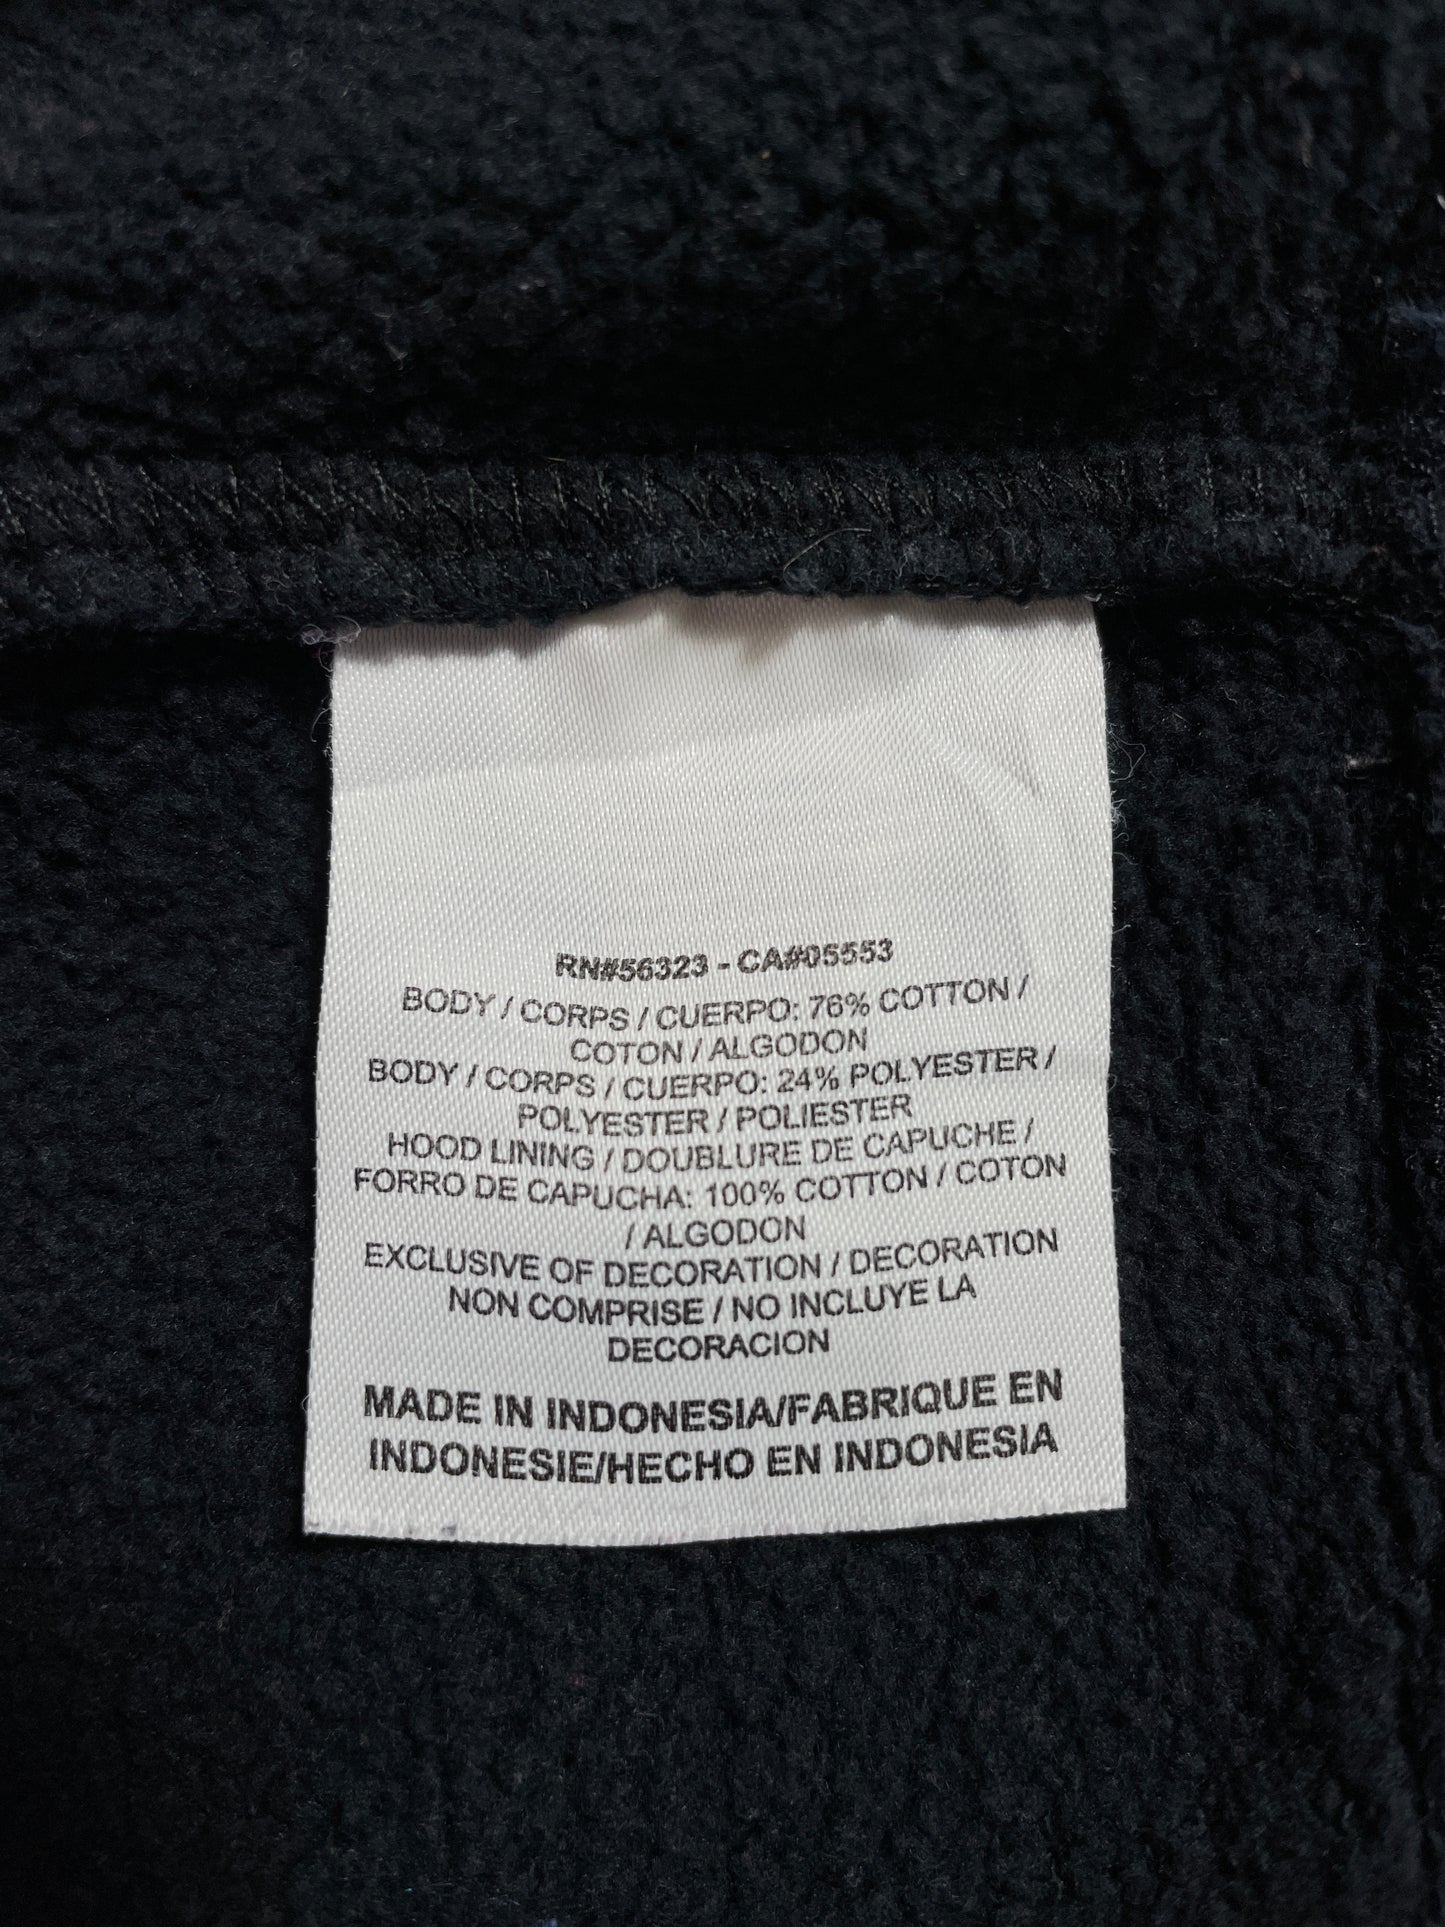 RN#56323 - CA#05553
BODY / CORPS / CUERPO: 76% COTTON /
COTON / ALGODON
BODY / CORPS / CUERPO: 24% POLYESTER /
POLYESTER / POLIESTER
HOOD LINING / DOUBLURE DE CAPUCHE /
FORRO DE CAPUCHA: 100% COTTON / COTON
/ ALGODON
EXCLUSIVE OF DECORATION / DECORATION
NON COMPRISE / NO INCLUYE LA
DECORACION
MADE IN INDONESIA/FABRIQUE EN
INDONESIE/HECHO EN INDONESIA